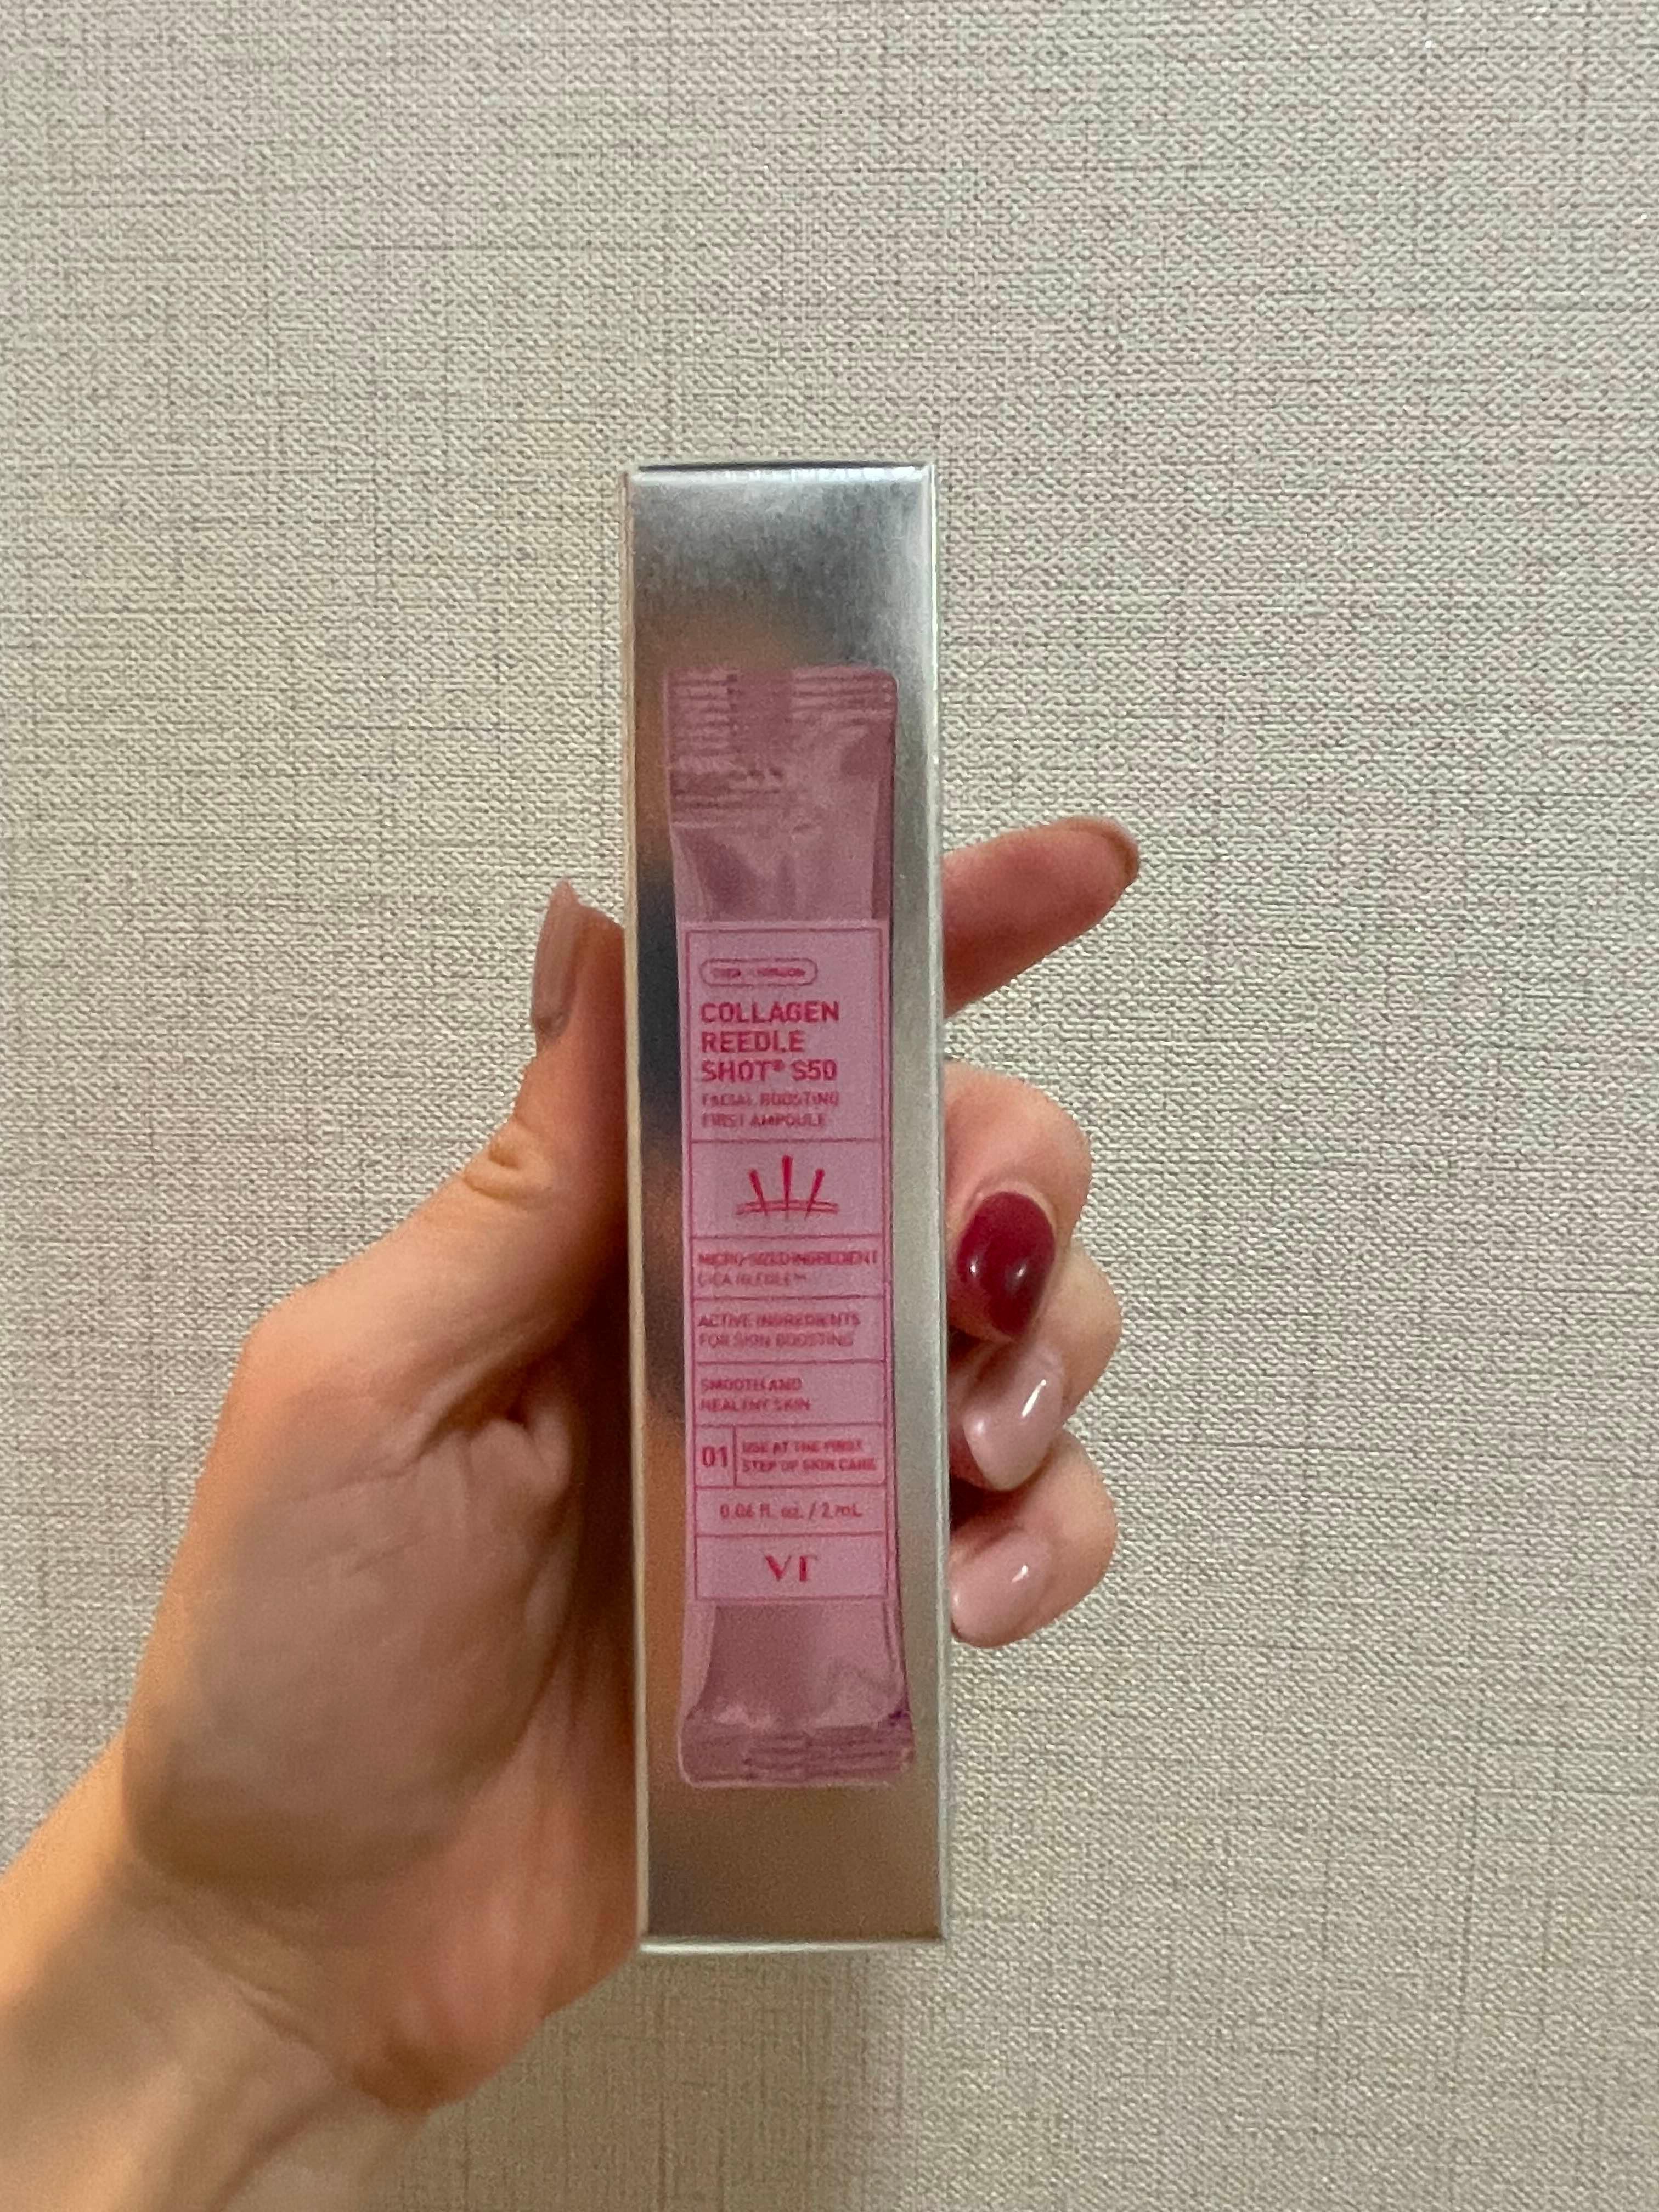 COLLAGEN
REEDLE
SHOT® S50
FACIAL BOOSTING
FIRST AMPOULE
MICRO-SIZED INGREDIENT
CICA REEDLE™
ACTIVE INGREDIENTS
FOR SKIN BOOSTING
SMOOTH AND
HEALTHY SKIN
01
USE AT THE FIRST
STEP OF SKIN CARE
0.06 fl. oz. / 2 mL
VT